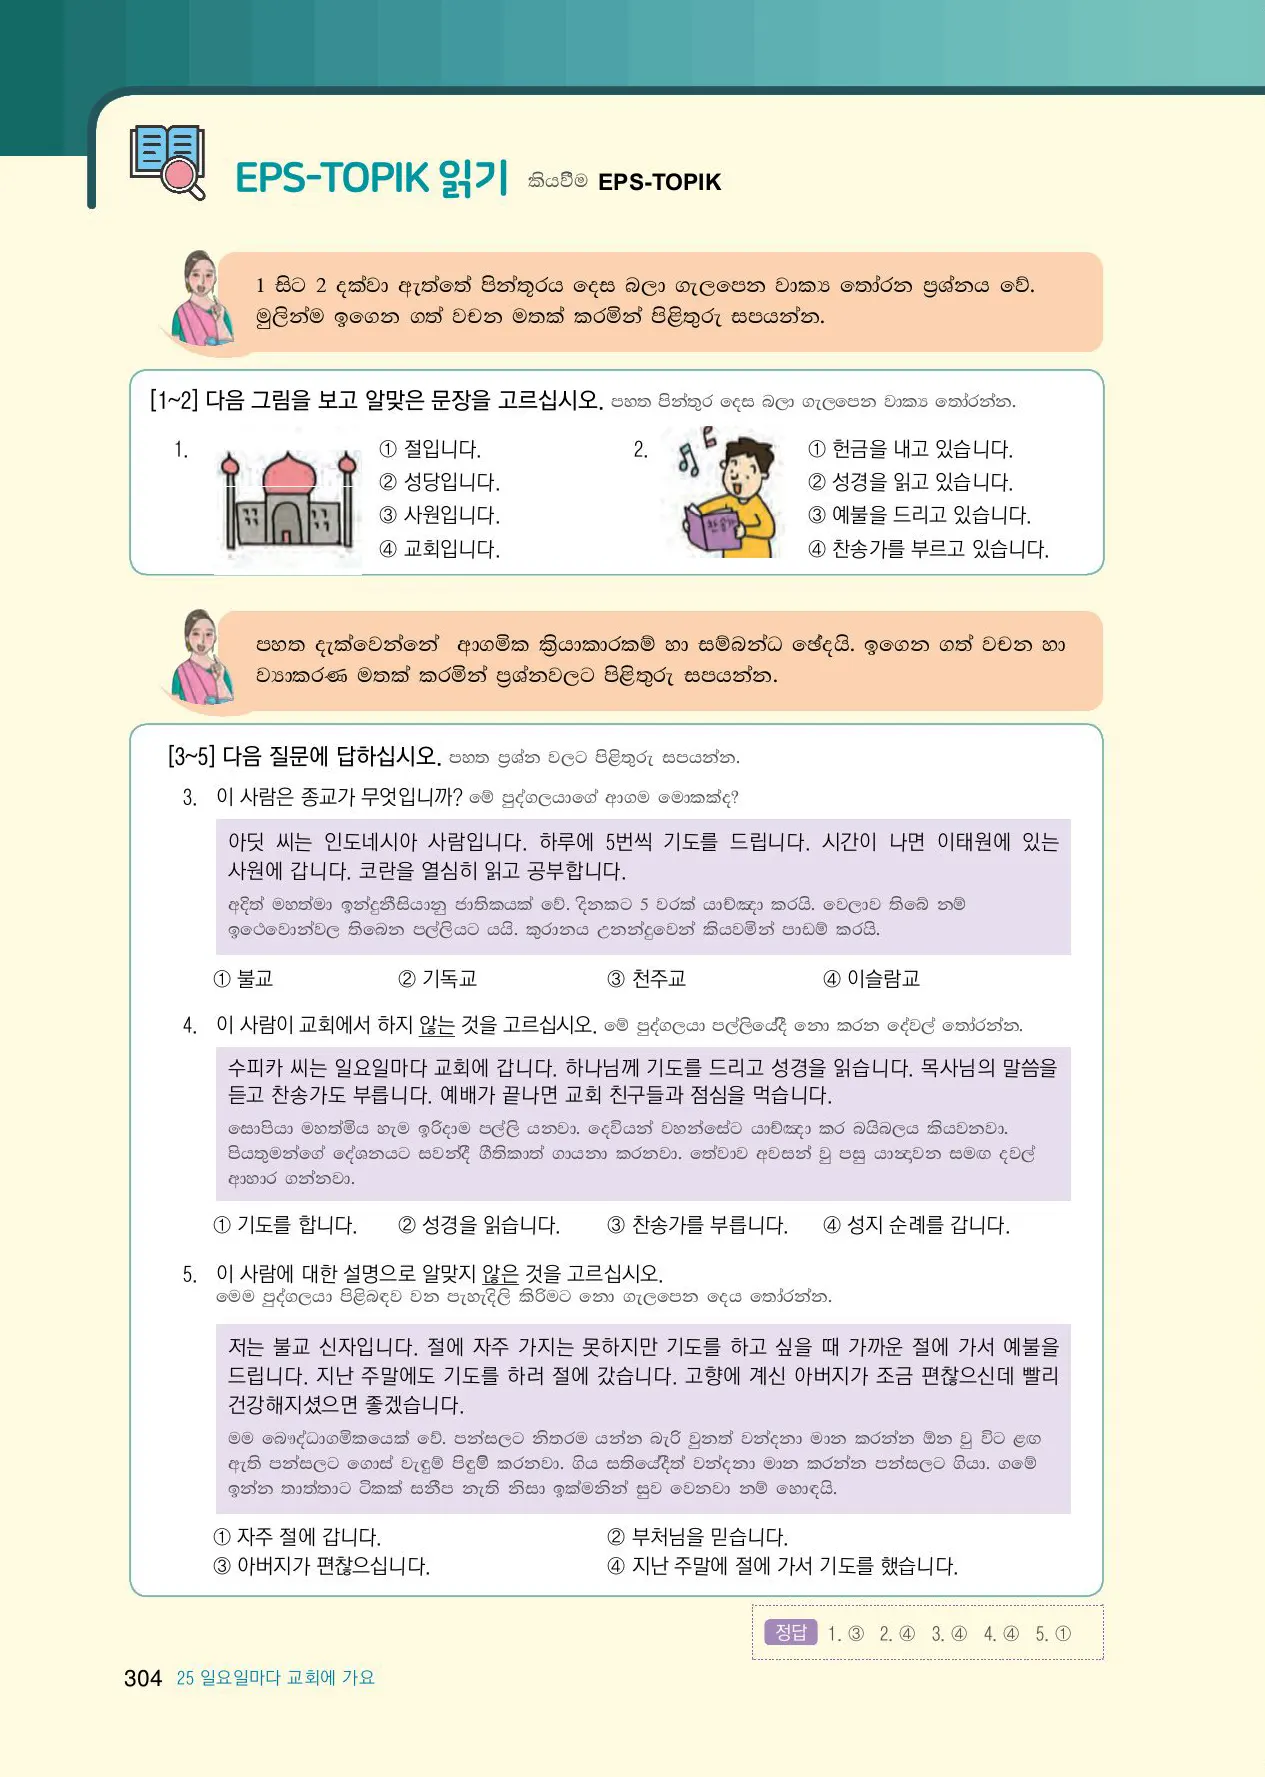 EPS-TOPIK 읽기 කියවීම EPS-TOPIK
1 සිට 2 දක්වා ඇත්තේ පින්තූරය දෙස බලා ගැලපෙන වාක්‍ය තෝරන ප්‍රශ්නය වේ.
මුලින්ම ඉගෙන ගත් වචන මතක් කරමින් පිළිතුරු සපයන්න.
[1~2] 다음 그림을 보고 알맞은 문장을 고르십시오. පහත පින්තුර දෙස බලා ගැලපෙන වාක්‍ය තෝරන්න.
1.
① 절입니다.
② 성당입니다.
③ 사원입니다.
④ 교회입니다.
2.
찬송가
① 헌금을 내고 있습니다.
② 성경을 읽고 있습니다.
③ 예불을 드리고 있습니다.
④ 찬송가를 부르고 있습니다.
පහත දැක්වෙන්නේ ආගමික ක්‍රියාකාරකම් හා සම්බන්ධ ඡේදයි. ඉගෙන ගත් වචන හා
ව්‍යාකරණ මතක් කරමින් ප්‍රශ්නවලට පිළිතුරු සපයන්න.
[3~5] 다음 질문에 답하십시오. පහත ප්‍රශ්න වලට පිළිතුරු සපයන්න.
3. 이 사람은 종교가 무엇입니까? මේ පුද්ගලයාගේ ආගම මොකක්ද?
아딧 씨는 인도네시아 사람입니다. 하루에 5번씩 기도를 드립니다. 시간이 나면 이태원에 있는
사원에 갑니다. 코란을 열심히 읽고 공부합니다.
අදිත් මහත්මා ඉන්දුනීසියානු ජාතිකයක් වේ. දිනකට 5 වරක් යාච්ඤා කරයි. වෙලාව තිබේ නම්
ඉථෙවොන්වල තිබෙන පල්ලියට යයි. කුරානය උනන්දුවෙන් කියවමින් පාඩම් කරයි.
① 불교 ② 기독교 ③ 천주교 ④ 이슬람교
4. 이 사람이 교회에서 하지 않는 것을 고르십시오. මේ පුද්ගලයා පල්ලියේදී නො කරන දේවල් තෝරන්න.
수피카 씨는 일요일마다 교회에 갑니다. 하나님께 기도를 드리고 성경을 읽습니다. 목사님의 말씀을
듣고 찬송가도 부릅니다. 예배가 끝나면 교회 친구들과 점심을 먹습니다.
සොපියා මහත්මිය හැම ඉරිදාම පල්ලි යනවා. දෙවියන් වහන්සේට යාච්ඤා කර බයිබලය කියවනවා.
පියතුමන්ගේ දේශනයට සවන්දී ගීතිකාත් ගායනා කරනවා. තේවාව අවසන් වු පසු යාඥාවන සමඟ දවල්
ආහාර ගන්නවා.
① 기도를 합니다. ② 성경을 읽습니다. ③ 찬송가를 부릅니다. ④ 성지 순례를 갑니다.
5. 이 사람에 대한 설명으로 알맞지 않은 것을 고르십시오.
මෙම පුද්ගලයා පිළිබඳව වන පැහැදිලි කිරිමට නො ගැලපෙන දෙය තෝරන්න.
저는 불교 신자입니다. 절에 자주 가지는 못하지만 기도를 하고 싶을 때 가까운 절에 가서 예불을
드립니다. 지난 주말에도 기도를 하러 절에 갔습니다. 고향에 계신 아버지가 조금 편찮으신데 빨리
건강해지셨으면 좋겠습니다.
මම බෞද්ධාගමිකයෙක් වේ. පන්සලට නිතරම යන්න බැරි වුනත් වන්දනා මාන කරන්න ඕන වු විට ළඟ
ඇති පන්සලට ගොස් වැඳුම් පිඳුම් කරනවා. ගිය සතියේදීත් වන්දනා මාන කරන්න පන්සලට ගියා. ගමේ
ඉන්න තාත්තාට ටිකක් සනීප නැති නිසා ඉක්මනින් සුව වෙනවා නම් හොඳයි.
① 자주 절에 갑니다. ② 부처님을 믿습니다.
③ 아버지가 편찮으십니다. ④ 지난 주말에 절에 가서 기도를 했습니다.
정답 1. ③ 2. ④ 3. ④ 4. ④ 5. ①
304 25 일요일마다 교회에 가요